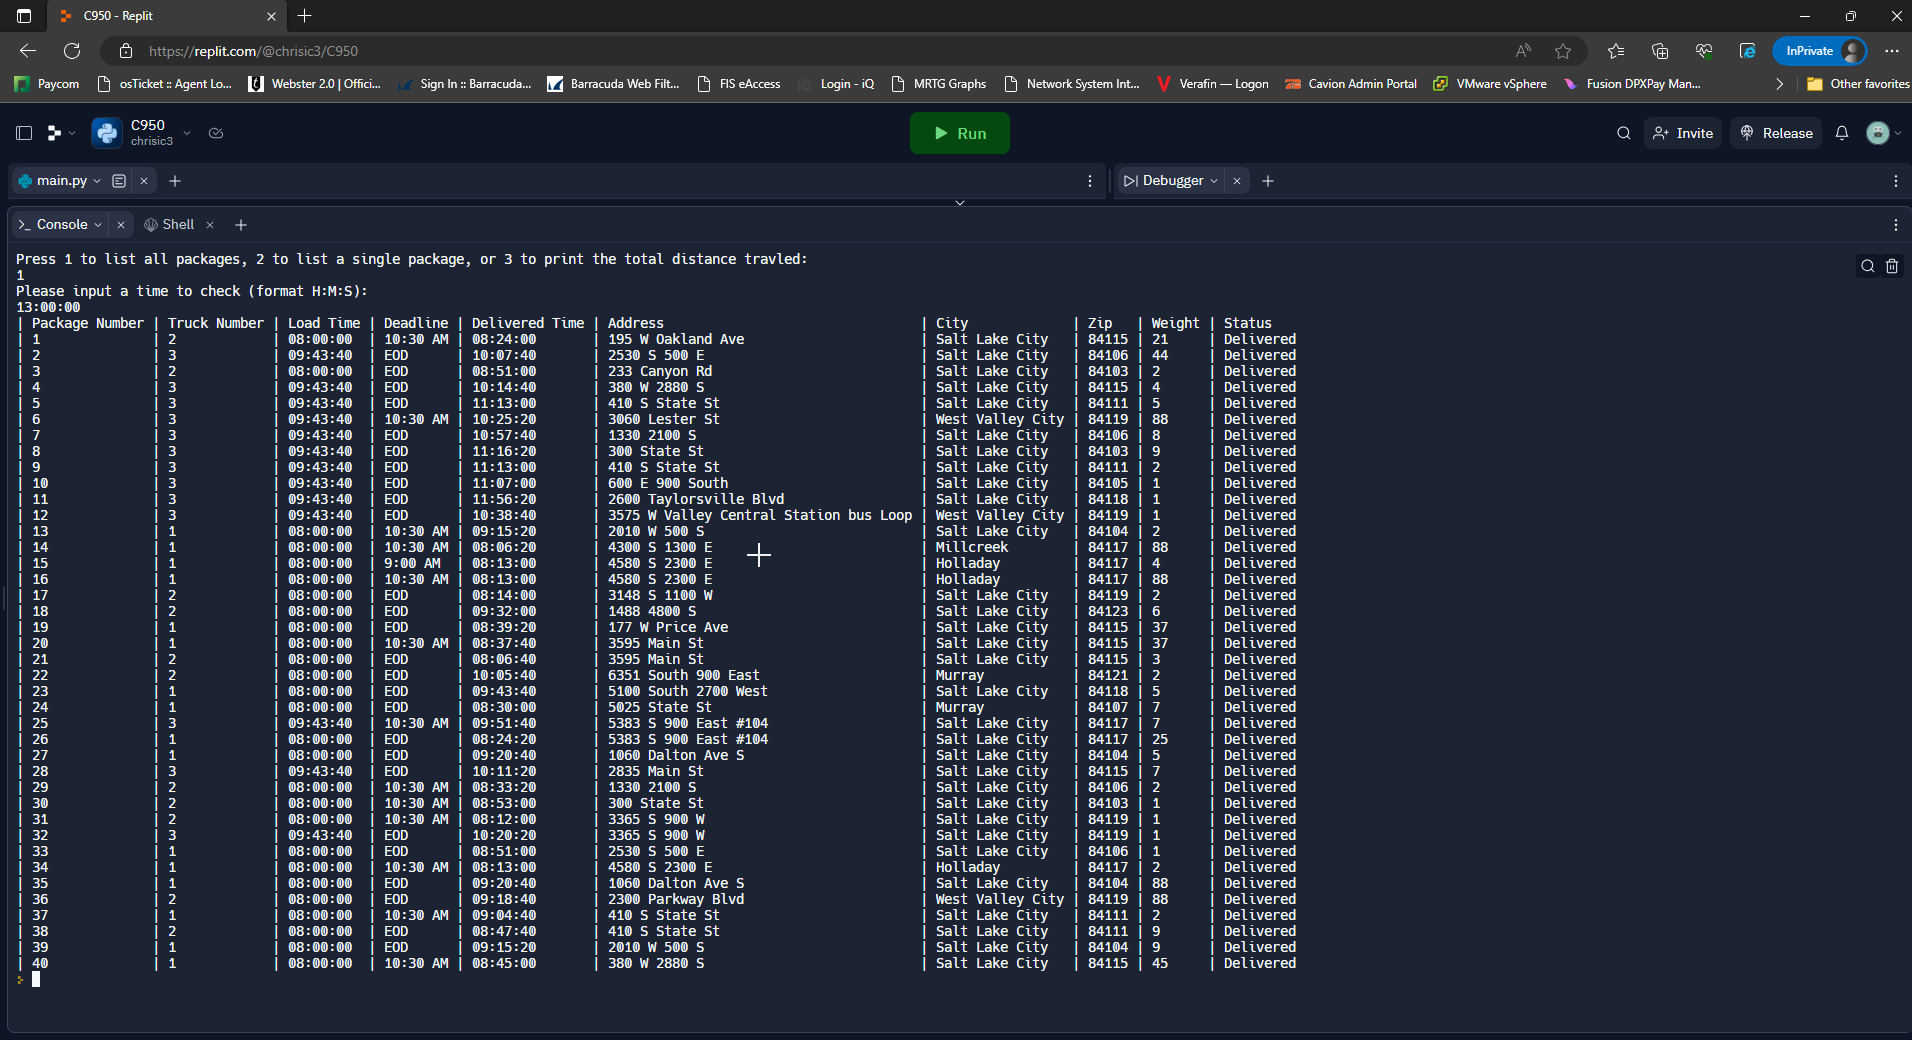 C950 - Replit
https://replit.com/@chrisic3/C950
InPrivate
Paycom
osTicket :: Agent Lo...
Webster 2.0 | Offici...
Sign In :: Barracuda...
Barracuda Web Filt...
FIS eAccess
Login - iQ
MRTG Graphs
Network System Int...
Verafin — Logon
Cavion Admin Portal
VMware vSphere
Fusion DPXPay Man...
Other favorites
C950
chrisic3
Run
Invite
Release
main.py
Debugger
Console
Shell
Press 1 to list all packages, 2 to list a single package, or 3 to print the total distance travled:
1
Please input a time to check (format H:M:S):
13:00:00
| Package Number | Truck Number | Load Time | Deadline | Delivered Time | Address | City | Zip | Weight | Status
| 1 | 2 | 08:00:00 | 10:30 AM | 08:24:00 | 195 W Oakland Ave | Salt Lake City | 84115 | 21 | Delivered
| 2 | 3 | 09:43:40 | EOD | 10:07:40 | 2530 S 500 E | Salt Lake City | 84106 | 44 | Delivered
| 3 | 2 | 08:00:00 | EOD | 08:51:00 | 233 Canyon Rd | Salt Lake City | 84103 | 2 | Delivered
| 4 | 3 | 09:43:40 | EOD | 10:14:40 | 380 W 2880 S | Salt Lake City | 84115 | 4 | Delivered
| 5 | 3 | 09:43:40 | EOD | 11:13:00 | 410 S State St | Salt Lake City | 84111 | 5 | Delivered
| 6 | 3 | 09:43:40 | 10:30 AM | 10:25:20 | 3060 Lester St | West Valley City | 84119 | 88 | Delivered
| 7 | 3 | 09:43:40 | EOD | 10:57:40 | 1330 2100 S | Salt Lake City | 84106 | 8 | Delivered
| 8 | 3 | 09:43:40 | EOD | 11:16:20 | 300 State St | Salt Lake City | 84103 | 9 | Delivered
| 9 | 3 | 09:43:40 | EOD | 11:13:00 | 410 S State St | Salt Lake City | 84111 | 2 | Delivered
| 10 | 3 | 09:43:40 | EOD | 11:07:00 | 600 E 900 South | Salt Lake City | 84105 | 1 | Delivered
| 11 | 3 | 09:43:40 | EOD | 11:56:20 | 2600 Taylorsville Blvd | Salt Lake City | 84118 | 1 | Delivered
| 12 | 3 | 09:43:40 | EOD | 10:38:40 | 3575 W Valley Central Station bus Loop | West Valley City | 84119 | 1 | Delivered
| 13 | 1 | 08:00:00 | 10:30 AM | 09:15:20 | 2010 W 500 S | Salt Lake City | 84104 | 2 | Delivered
| 14 | 1 | 08:00:00 | 10:30 AM | 08:06:20 | 4300 S 1300 E | Millcreek | 84117 | 88 | Delivered
| 15 | 1 | 08:00:00 | 9:00 AM | 08:13:00 | 4580 S 2300 E | Holladay | 84117 | 4 | Delivered
| 16 | 1 | 08:00:00 | 10:30 AM | 08:13:00 | 4580 S 2300 E | Holladay | 84117 | 88 | Delivered
| 17 | 2 | 08:00:00 | EOD | 08:14:00 | 3148 S 1100 W | Salt Lake City | 84119 | 2 | Delivered
| 18 | 2 | 08:00:00 | EOD | 09:32:00 | 1488 4800 S | Salt Lake City | 84123 | 6 | Delivered
| 19 | 1 | 08:00:00 | EOD | 08:39:20 | 177 W Price Ave | Salt Lake City | 84115 | 37 | Delivered
| 20 | 1 | 08:00:00 | 10:30 AM | 08:37:40 | 3595 Main St | Salt Lake City | 84115 | 37 | Delivered
| 21 | 2 | 08:00:00 | EOD | 08:06:40 | 3595 Main St | Salt Lake City | 84115 | 3 | Delivered
| 22 | 2 | 08:00:00 | EOD | 10:05:40 | 6351 South 900 East | Murray | 84121 | 2 | Delivered
| 23 | 1 | 08:00:00 | EOD | 09:43:40 | 5100 South 2700 West | Salt Lake City | 84118 | 5 | Delivered
| 24 | 1 | 08:00:00 | EOD | 08:30:00 | 5025 State St | Murray | 84107 | 7 | Delivered
| 25 | 3 | 09:43:40 | 10:30 AM | 09:51:40 | 5383 S 900 East #104 | Salt Lake City | 84117 | 7 | Delivered
| 26 | 1 | 08:00:00 | EOD | 08:24:20 | 5383 S 900 East #104 | Salt Lake City | 84117 | 25 | Delivered
| 27 | 1 | 08:00:00 | EOD | 09:20:40 | 1060 Dalton Ave S | Salt Lake City | 84104 | 5 | Delivered
| 28 | 3 | 09:43:40 | EOD | 10:11:20 | 2835 Main St | Salt Lake City | 84115 | 7 | Delivered
| 29 | 2 | 08:00:00 | 10:30 AM | 08:33:20 | 1330 2100 S | Salt Lake City | 84106 | 2 | Delivered
| 30 | 2 | 08:00:00 | 10:30 AM | 08:53:00 | 300 State St | Salt Lake City | 84103 | 1 | Delivered
| 31 | 2 | 08:00:00 | 10:30 AM | 08:12:00 | 3365 S 900 W | Salt Lake City | 84119 | 1 | Delivered
| 32 | 3 | 09:43:40 | EOD | 10:20:20 | 3365 S 900 W | Salt Lake City | 84119 | 1 | Delivered
| 33 | 1 | 08:00:00 | EOD | 08:51:00 | 2530 S 500 E | Salt Lake City | 84106 | 1 | Delivered
| 34 | 1 | 08:00:00 | 10:30 AM | 08:13:00 | 4580 S 2300 E | Holladay | 84117 | 2 | Delivered
| 35 | 1 | 08:00:00 | EOD | 09:20:40 | 1060 Dalton Ave S | Salt Lake City | 84104 | 88 | Delivered
| 36 | 2 | 08:00:00 | EOD | 09:18:40 | 2300 Parkway Blvd | West Valley City | 84119 | 88 | Delivered
| 37 | 1 | 08:00:00 | 10:30 AM | 09:04:40 | 410 S State St | Salt Lake City | 84111 | 2 | Delivered
| 38 | 2 | 08:00:00 | EOD | 08:47:40 | 410 S State St | Salt Lake City | 84111 | 9 | Delivered
| 39 | 1 | 08:00:00 | EOD | 09:15:20 | 2010 W 500 S | Salt Lake City | 84104 | 9 | Delivered
| 40 | 1 | 08:00:00 | 10:30 AM | 08:45:00 | 380 W 2880 S | Salt Lake City | 84115 | 45 | Delivered